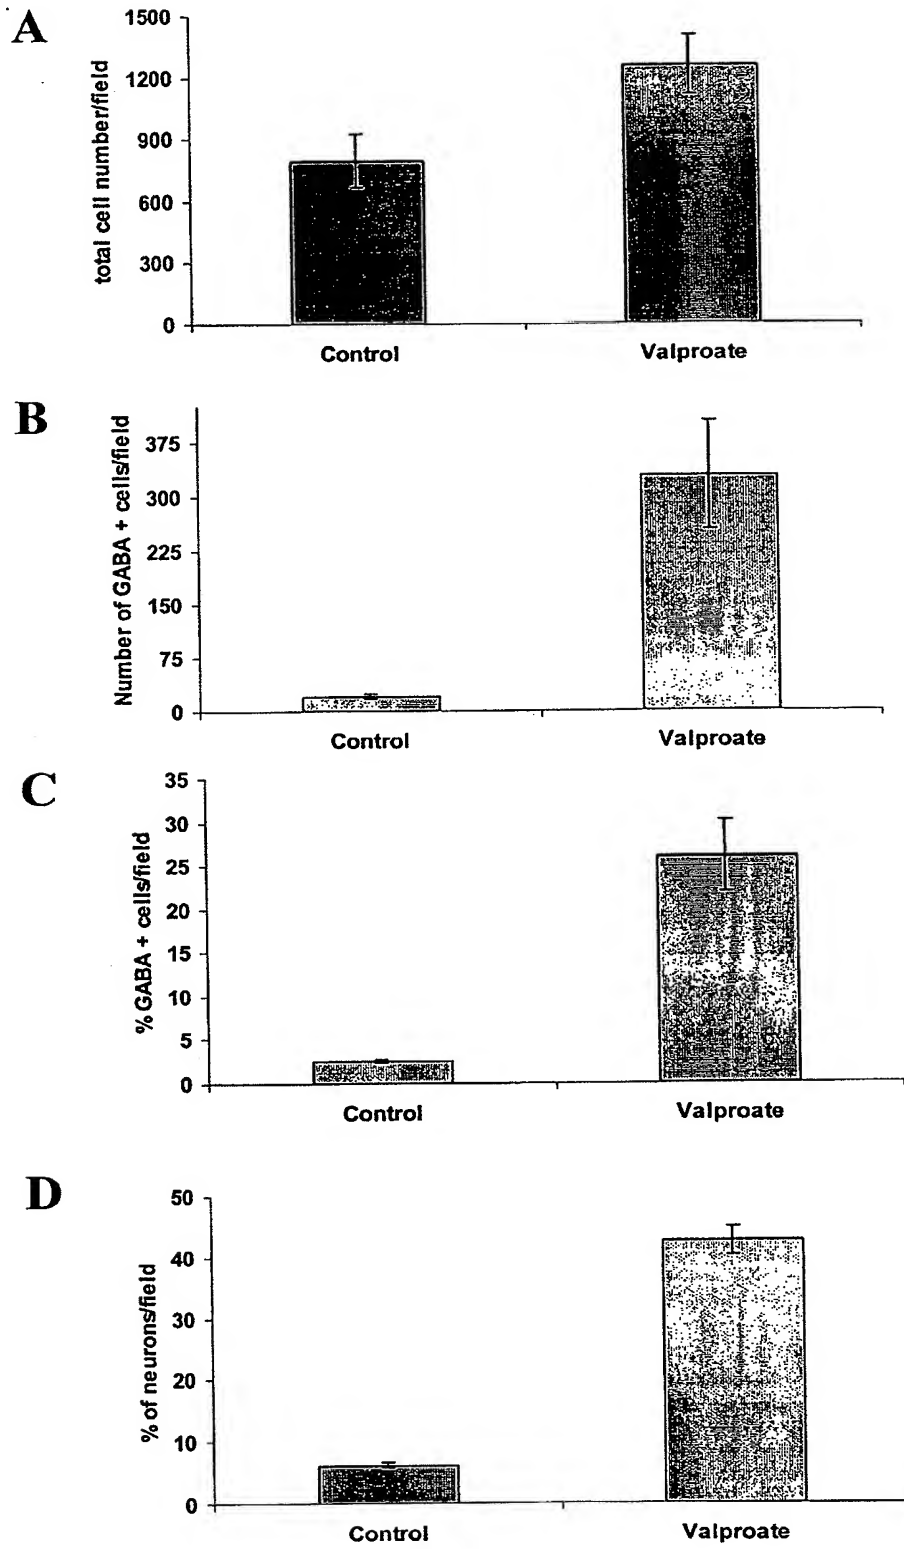 A
total cell number/field
1500
1200
900
600
300
0
Control
Valproate
B
Number of GABA + cells/field
375
300
225
150
75
0
Control
Valproate
C
% GABA + cells/field
35
30
25
20
15
10
5
0
Control
Valproate
D
% of neurons/field
50
40
30
20
10
0
Control
Valproate